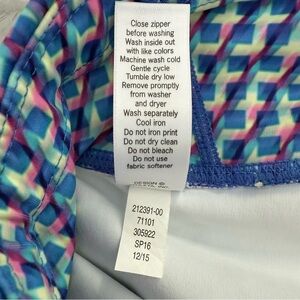 Close zipper
before washing
Wash inside out
with like colors
Machine wash cold
Gentle cycle
Tumble dry low
Remove promptly
from washer
and dryer
Wash separately
Cool iron
Do not iron print
Do not dry clean
Do not bleach
Do not use
fabric softener
212391-00
71101
305922
SP16
12/15